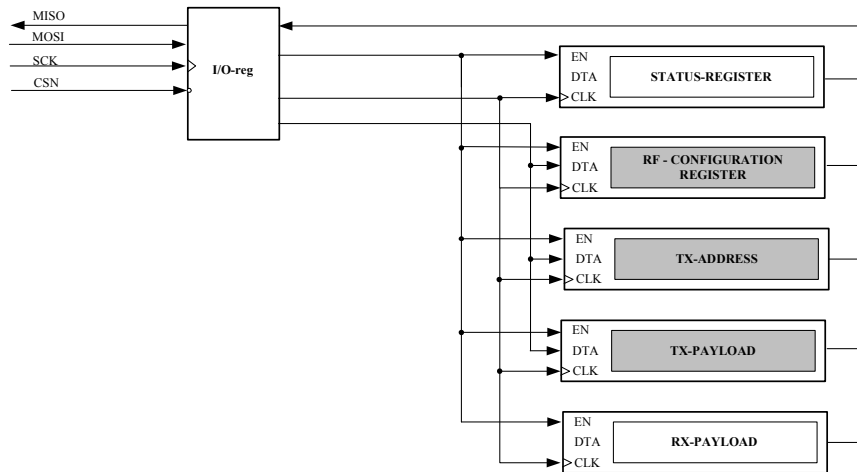 MISO
MOSI
SCK
CSN
I/O-reg
EN
DTA
CLK
STATUS-REGISTER
EN
DTA
CLK
RF - CONFIGURATION
REGISTER
EN
DTA
CLK
TX-ADDRESS
EN
DTA
CLK
TX-PAYLOAD
EN
DTA
CLK
RX-PAYLOAD